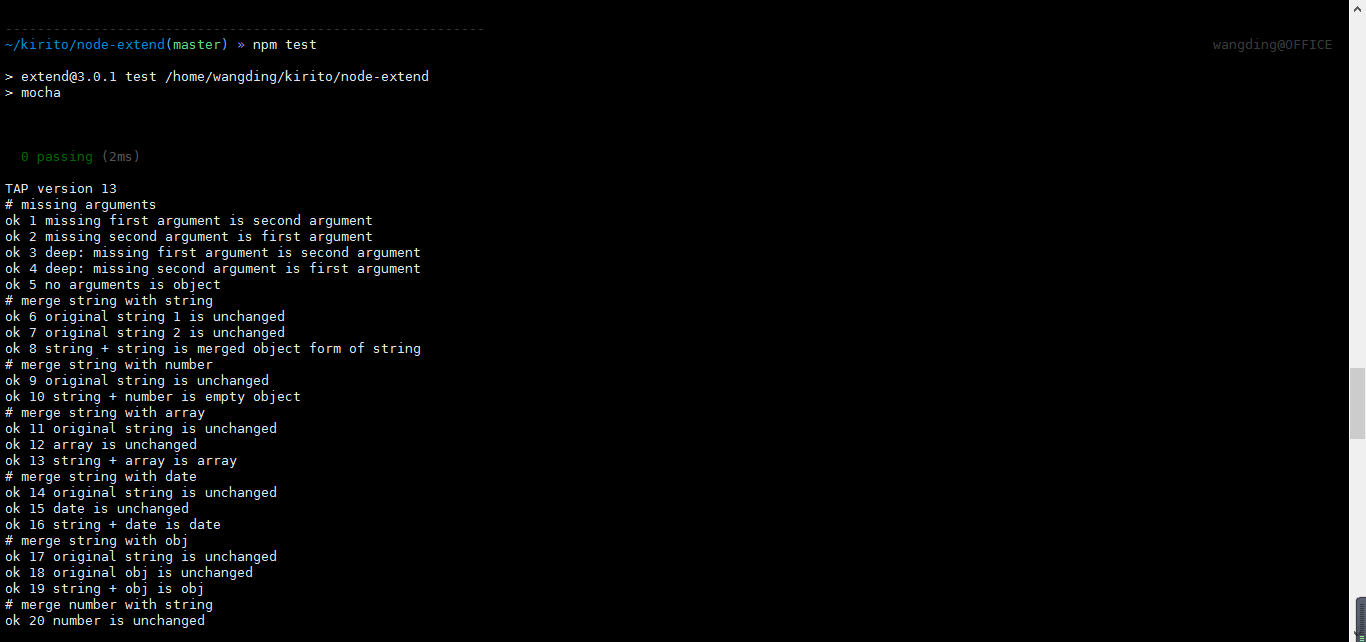 ------------------------------------------------------------
~/kirito/node-extend(master) » npm test wangding@OFFICE
> extend@3.0.1 test /home/wangding/kirito/node-extend
> mocha
0 passing (2ms)
TAP version 13
# missing arguments
ok 1 missing first argument is second argument
ok 2 missing second argument is first argument
ok 3 deep: missing first argument is second argument
ok 4 deep: missing second argument is first argument
ok 5 no arguments is object
# merge string with string
ok 6 original string 1 is unchanged
ok 7 original string 2 is unchanged
ok 8 string + string is merged object form of string
# merge string with number
ok 9 original string is unchanged
ok 10 string + number is empty object
# merge string with array
ok 11 original string is unchanged
ok 12 array is unchanged
ok 13 string + array is array
# merge string with date
ok 14 original string is unchanged
ok 15 date is unchanged
ok 16 string + date is date
# merge string with obj
ok 17 original string is unchanged
ok 18 original obj is unchanged
ok 19 string + obj is obj
# merge number with string
ok 20 number is unchanged